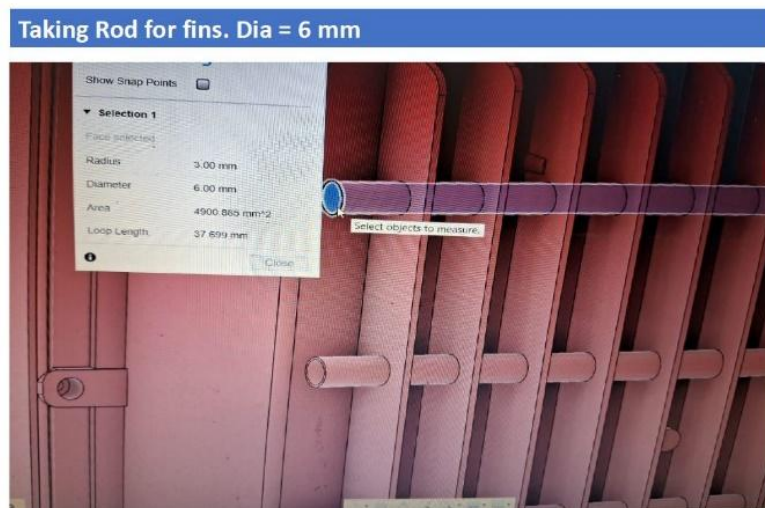 Taking Rod for fins. Dia = 6 mm
Show Snap Points
Selection 1
Face selected
Radius 3.00 mm
Diameter 6.00 mm
Area 4900.885 mm^2
Loop Length 37.699 mm
Close
Select objects to measure.